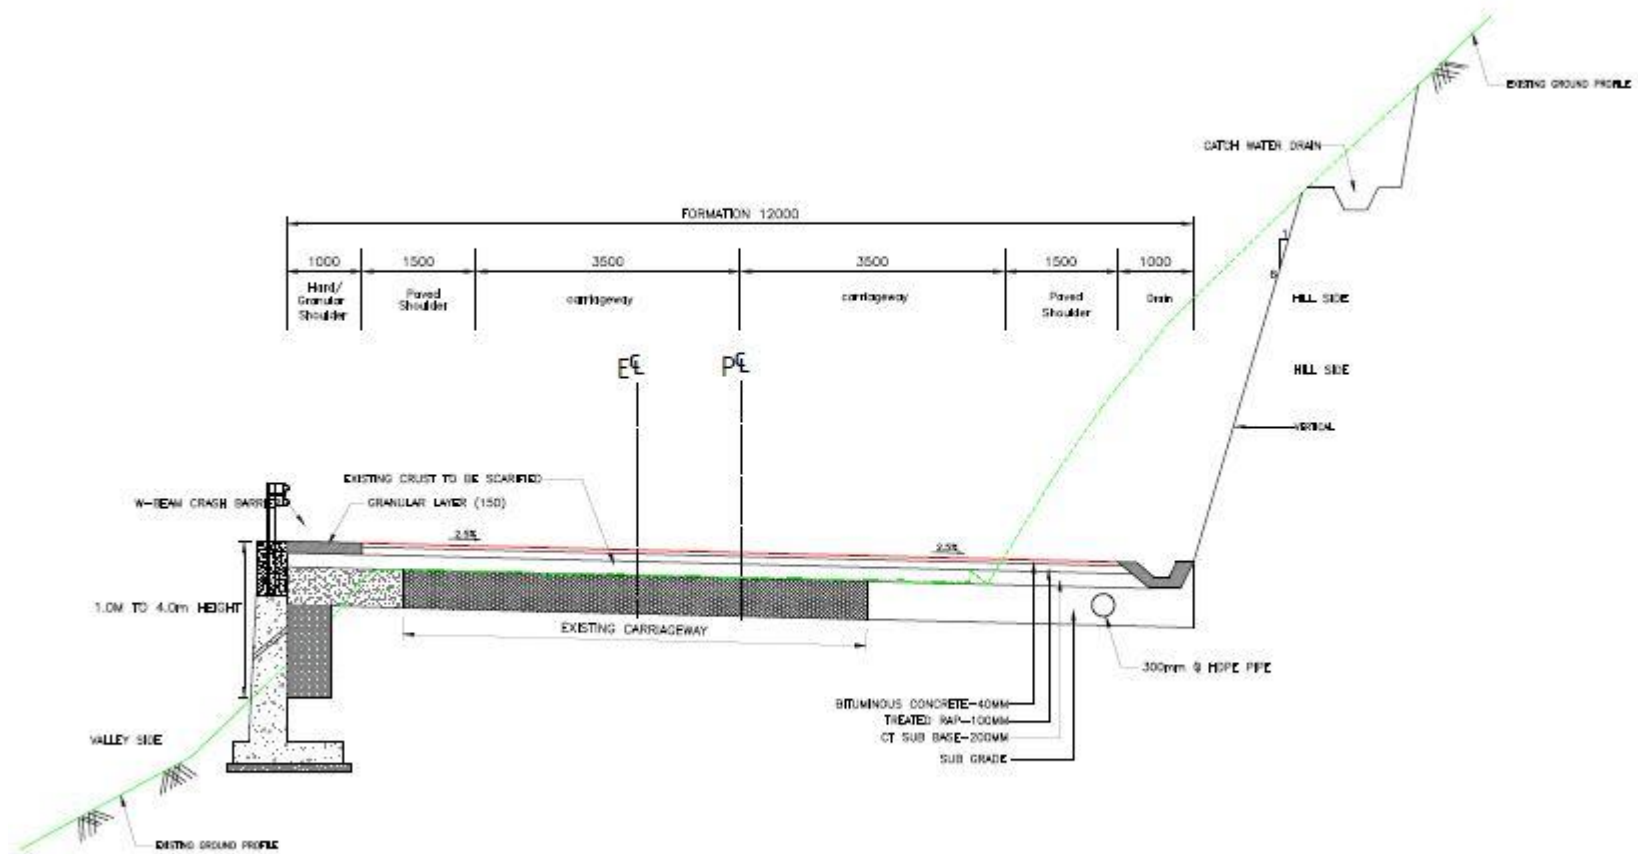 EXISTING GROUND PROFILE
CATCH WATER DRAIN
FORMATION 12000
1000
1500
3500
3500
1500
1000
Hard/
Granular
Shoulder
Paved
Shoulder
carriageway
carriageway
Paved
Shoulder
Drain
HILL SIDE
HILL SIDE
VERTICAL
E℄
P℄
EXISTING CRUST TO BE SCARIFIED
W-BEAM CRASH BARRIER
GRANULAR LAYER (150)
2.5%
2.5%
1.0M TO 4.0m HEIGHT
EXISTING CARRIAGEWAY
300mm Φ HDPE PIPE
BITUMINOUS CONCRETE-40MM
TREATED RAP-100MM
CT SUB BASE-200MM
SUB GRADE
VALLEY SIDE
EXISTING GROUND PROFILE